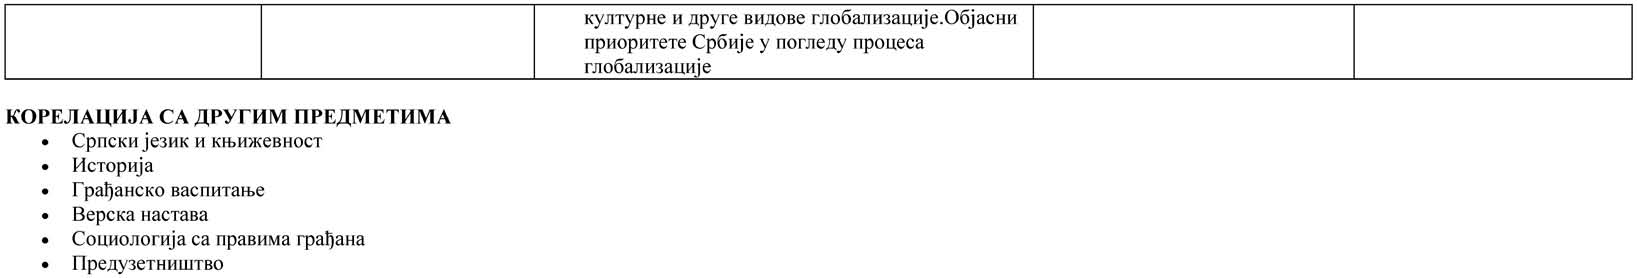 културне и друге видове глобализације.Објасни
приоритете Србије у погледу процеса
глобализације
КОРЕЛАЦИЈА СА ДРУГИМ ПРЕДМЕТИМА
• Српски језик и књижевност
• Историја
• Грађанско васпитање
• Верска настава
• Социологија са правима грађана
• Предузетништво